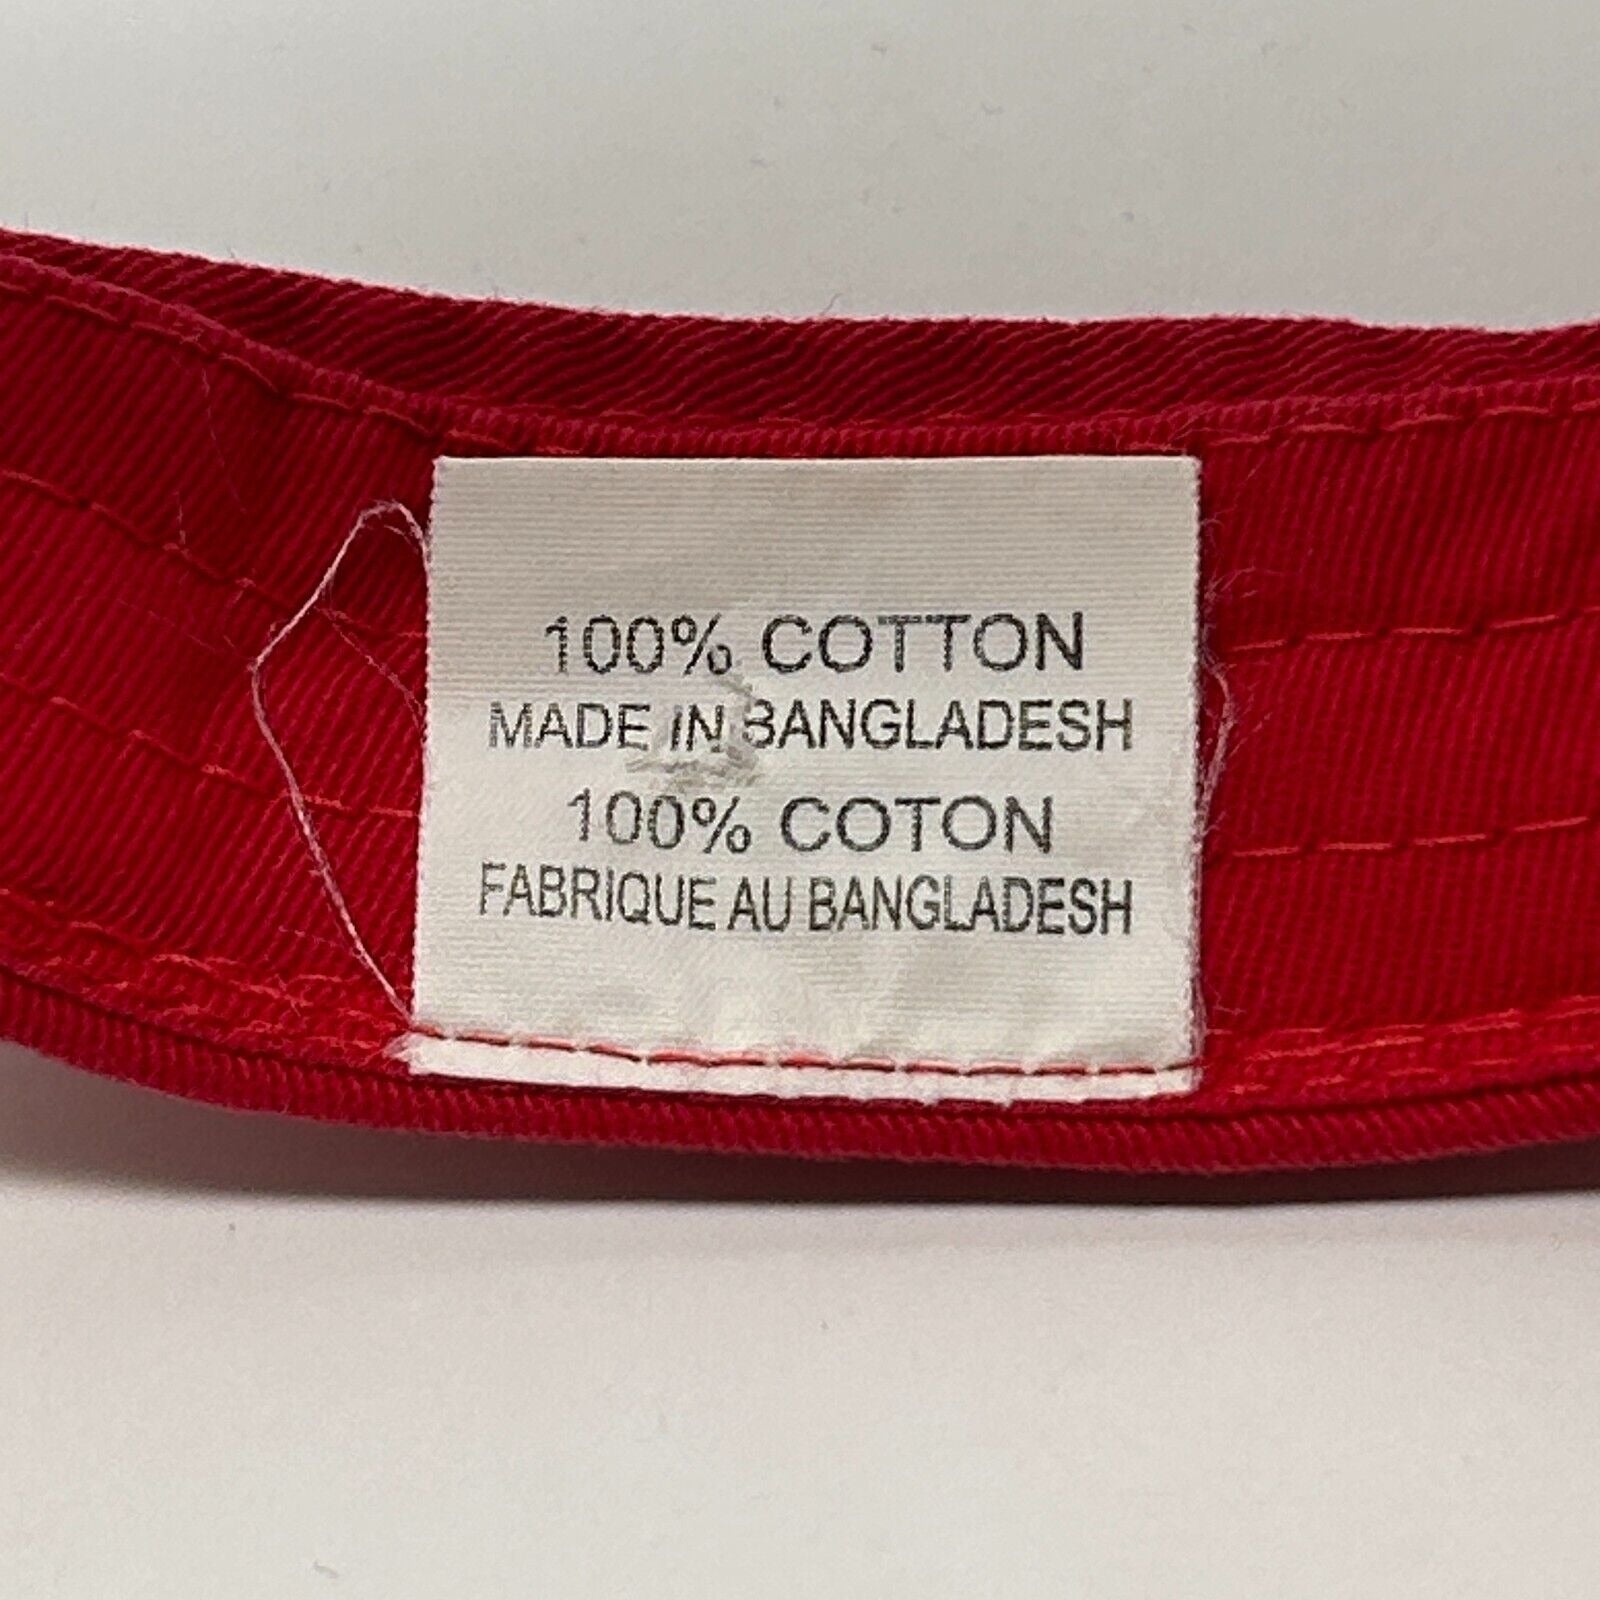 100% COTTON
MADE IN BANGLADESH
100% COTON
FABRIQUE AU BANGLADESH